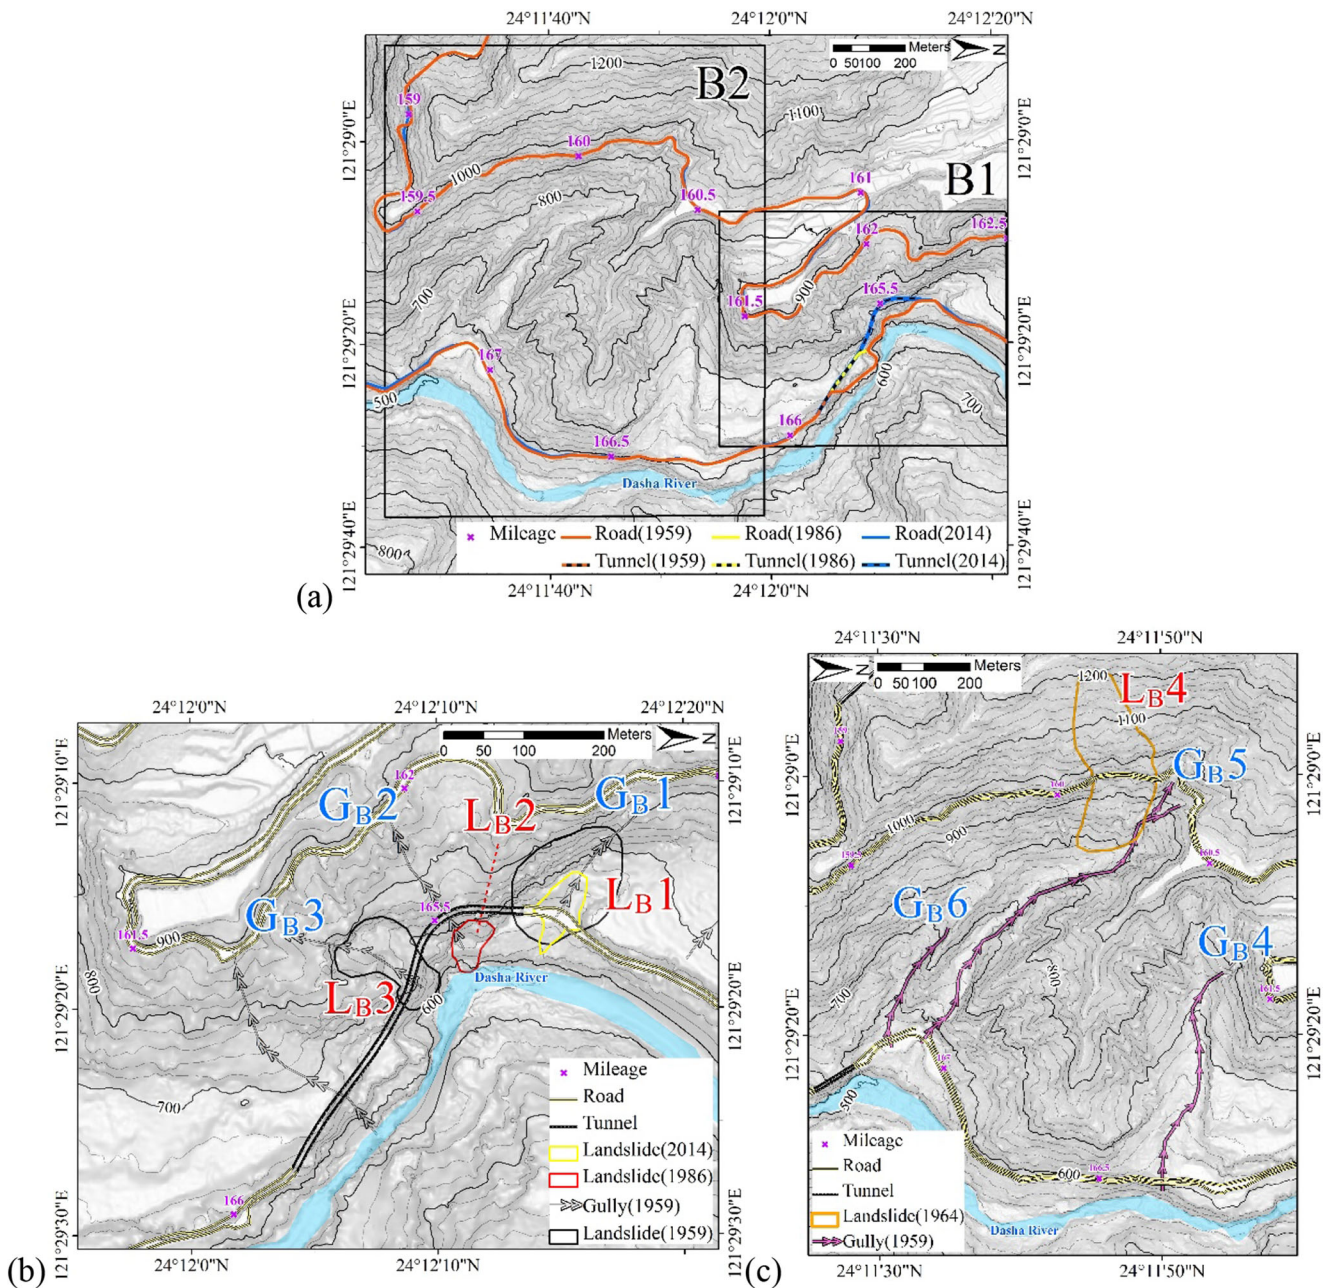 24°11'40"N 24°12'0"N 24°12'20"N
Meters
0 50100 200
N
1200
B2
159
1100
121°29'0"E 121°29'0"E
160
1000
159.5
800
161
B1
160.5
162
162.5
700
900
165.5
161.5
121°29'20"E 121°29'20"E
167
600
500
700
166
166.5
Dasha River
121°29'40"E 121°29'40"E
Mileage Road(1959) Road(1986) Road(2014)
800
Tunnel(1959) Tunnel(1986) Tunnel(2014)
(a)
24°11'40"N 24°12'0"N
24°12'0"N 24°12'10"N 24°12'20"N
Meters
0 50 100 200
N
121°29'10"E 121°29'10"E
162
GB2
LB2
GB1
LB1
165.5
GB3
161.5
900
800
LB3
600
Dasha River
121°29'20"E 121°29'20"E
700
166
Mileage
Road
Tunnel
Landslide(2014)
Landslide(1986)
Gully(1959)
Landslide(1959)
121°29'30"E 121°29'30"E
(b)
24°12'0"N 24°12'10"N
24°11'30"N 24°11'50"N
N
Meters
0 50 100 200
1200
LB4
1100
159
GB5
121°29'0"E 121°29'0"E
160
1000
900
159.5
160.5
GB6
GB4
800
700
161.5
121°29'20"E 121°29'20"E
167
500
600
166.5
Dasha River
Mileage
Road
Tunnel
Landslide(1964)
Gully(1959)
(c)
24°11'30"N 24°11'50"N